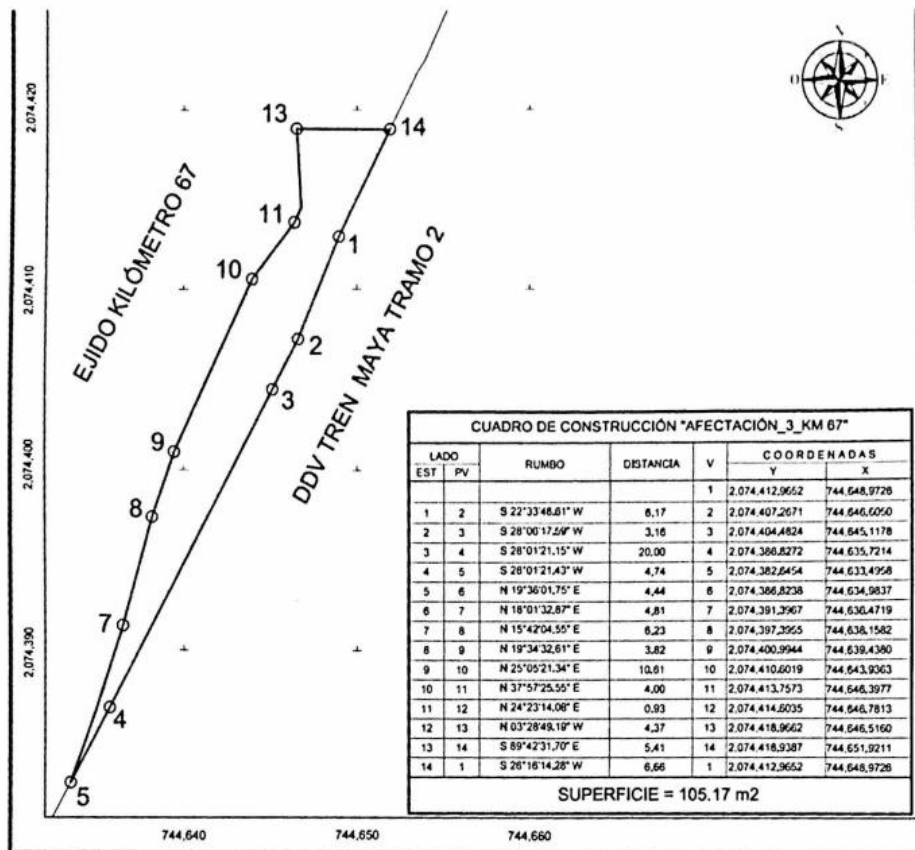 N
O E
S
2,074,420
2,074,410
2,074,400
2,074,390
744,640 744,650 744,660
EJIDO KILÓMETRO 67
DDV TREN MAYA TRAMO 2
13
14
11
1
10
2
3
9
8
7
4
5
CUADRO DE CONSTRUCCIÓN "AFECTACIÓN_3_KM 67"
LADO RUMBO DISTANCIA V COORDENADAS
EST PV Y X
1 2,074,412.9652 744,648.9726
1 2 S 22°33'48.61" W 6.17 2 2,074,407.2671 744,646.6050
2 3 S 28°06'17.59" W 3.16 3 2,074,404.4824 744,645.1178
3 4 S 28°01'21.15" W 20.00 4 2,074,386.8272 744,635.7214
4 5 S 28°01'21.43" W 4.74 5 2,074,382.6454 744,633.4958
5 6 N 19°36'01.75" E 4.44 6 2,074,386.8238 744,634.9837
6 7 N 18°01'32.87" E 4.81 7 2,074,391.3967 744,636.4719
7 8 N 15°42'04.55" E 6.23 8 2,074,397.3955 744,638.1582
8 9 N 19°34'32.61" E 3.82 9 2,074,400.9944 744,639.4380
9 10 N 25°05'21.34" E 10.61 10 2,074,410.6019 744,643.9363
10 11 N 37°57'25.55" E 4.00 11 2,074,413.7573 744,646.3977
11 12 N 24°23'14.08" E 0.93 12 2,074,414.6035 744,646.7813
12 13 N 03°28'49.19" W 4.37 13 2,074,418.9662 744,646.5160
13 14 S 89°42'31.70" E 5.41 14 2,074,418.9387 744,651.9211
14 1 S 26°16'14.28" W 6.66 1 2,074,412.9652 744,648.9726
SUPERFICIE = 105.17 m2